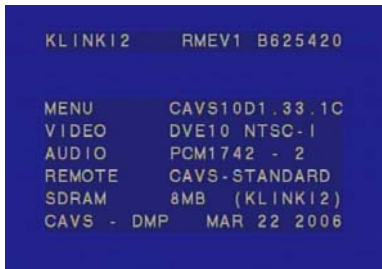 KLINKI2 RMEV1 B625420
MENU CAVS10D1.33.1C
VIDEO DVE10 NTSC-I
AUDIO PCM1742 - 2
REMOTE CAVS-STANDARD
SDRAM 8MB (KLINKI2)
CAVS - DMP MAR 22 2006